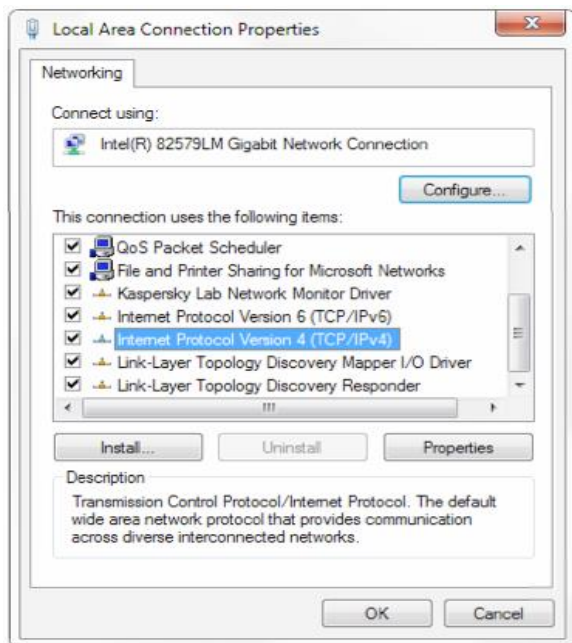 Local Area Connection Properties
Networking
Connect using:
Intel(R) 82579LM Gigabit Network Connection
Configure...
This connection uses the following items:
QoS Packet Scheduler
File and Printer Sharing for Microsoft Networks
Kaspersky Lab Network Monitor Driver
Internet Protocol Version 6 (TCP/IPv6)
Internet Protocol Version 4 (TCP/IPv4)
Link-Layer Topology Discovery Mapper I/O Driver
Link-Layer Topology Discovery Responder
Install... Uninstall Properties
Description
Transmission Control Protocol/Internet Protocol. The default
wide area network protocol that provides communication
across diverse interconnected networks.
OK Cancel